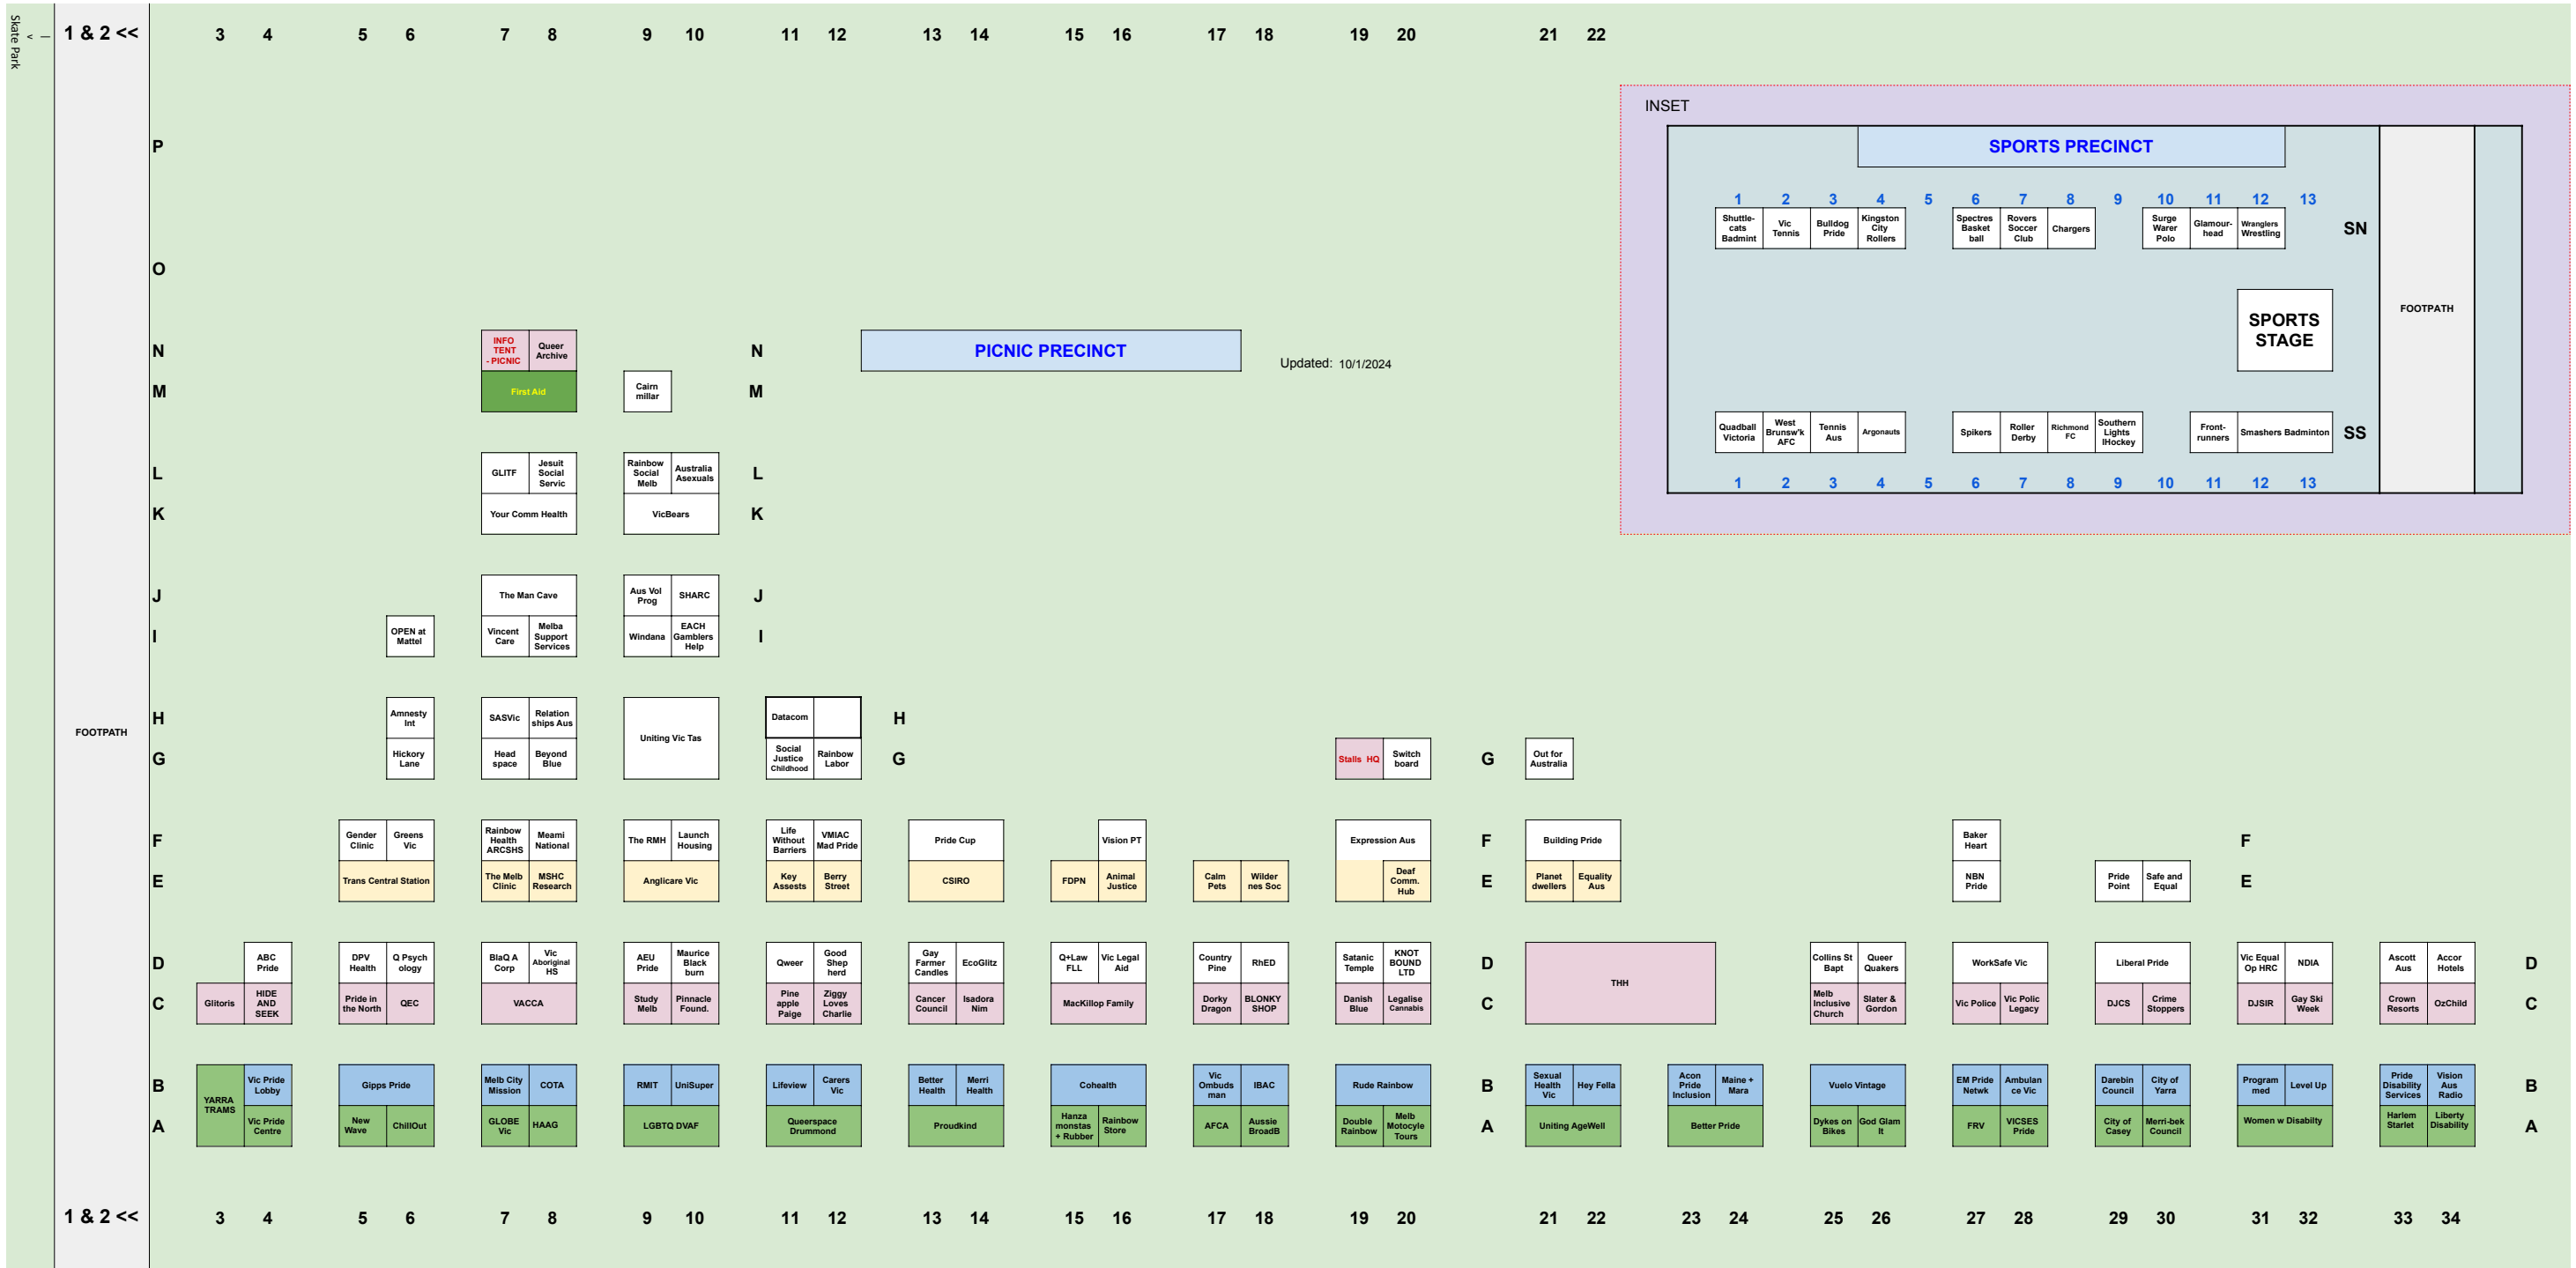 Skate Park
< —
1 & 2 <<
3 4 5 6 7 8 9 10 11 12 13 14 15 16 17 18 19 20 21 22
INSET
P
SPORTS PRECINCT
1 2 3 4 5 6 7 8 9 10 11 12 13
Shuttle-
cats
Badmint
Vic
Tennis
Bulldog
Pride
Kingston
City
Rollers
Spectres
Basket
ball
Rovers
Soccer
Club
Chargers
Surge
Warer
Polo
Glamour-
head
Wranglers
Wrestling
SN
O
SPORTS
STAGE
FOOTPATH
N
INFO
TENT
- PICNIC
Queer
Archive
N
PICNIC PRECINCT
Updated: 10/1/2024
M
First Aid
Cairn
millar
M
Quadball
Victoria
West
Brunsw'k
AFC
Tennis
Aus
Argonauts
Spikers
Roller
Derby
Richmond
FC
Southern
Lights
IHockey
Front-
runners
Smashers Badminton
SS
1 2 3 4 5 6 7 8 9 10 11 12 13
L
GLITF
Jesuit
Social
Servic
Rainbow
Social
Melb
Australia
Asexuals
L
K
Your Comm Health
VicBears
K
J
The Man Cave
Aus Vol
Prog
SHARC
J
I
OPEN at
Mattel
Vincent
Care
Melba
Support
Services
Windana
EACH
Gamblers
Help
I
FOOTPATH
H
Amnesty
Int
SASVic
Relation
ships Aus
Uniting Vic Tas
Datacom
H
G
Hickory
Lane
Head
space
Beyond
Blue
Social
Justice
Childhood
Rainbow
Labor
G
Stalls HQ
Switch
board
G
Out for
Australia
F
Gender
Clinic
Greens
Vic
Rainbow
Health
ARCSHS
Meami
National
The RMH
Launch
Housing
Life
Without
Barriers
VMIAC
Mad Pride
Pride Cup
Vision PT
Expression Aus
F
Building Pride
Baker
Heart
F
E
Trans Central Station
The Melb
Clinic
MSHC
Research
Anglicare Vic
Key
Assests
Berry
Street
CSIRO
FDPN
Animal
Justice
Calm
Pets
Wilder
nes Soc
Deaf
Comm.
Hub
E
Planet
dwellers
Equality
Aus
NBN
Pride
Pride
Point
Safe and
Equal
E
D
ABC
Pride
DPV
Health
Q Psych
ology
BlaQ A
Corp
Vic
Aboriginal
HS
AEU
Pride
Maurice
Black
burn
Qweer
Good
Shep
herd
Gay
Farmer
Candles
EcoGlitz
Q+Law
FLL
Vic Legal
Aid
Country
Pine
RhED
Satanic
Temple
KNOT
BOUND
LTD
D
THH
Collins St
Bapt
Queer
Quakers
WorkSafe Vic
Liberal Pride
Vic Equal
Op HRC
NDIA
Ascott
Aus
Accor
Hotels
D
C
Glitoris
HIDE
AND
SEEK
Pride in
the North
QEC
VACCA
Study
Melb
Pinnacle
Found.
Pine
apple
Paige
Ziggy
Loves
Charlie
Cancer
Council
Isadora
Nim
MacKillop Family
Dorky
Dragon
BLONKY
SHOP
Danish
Blue
Legalise
Cannabis
C
Melb
Inclusive
Church
Slater &
Gordon
Vic Police
Vic Polic
Legacy
DJCS
Crime
Stoppers
DJSIR
Gay Ski
Week
Crown
Resorts
OzChild
C
B
YARRA
TRAMS
Vic Pride
Lobby
Gipps Pride
Melb City
Mission
COTA
RMIT
UniSuper
Lifeview
Carers
Vic
Better
Health
Merri
Health
Cohealth
Vic
Ombuds
man
IBAC
Rude Rainbow
B
Sexual
Health
Vic
Hey Fella
Acon
Pride
Inclusion
Maine +
Mara
Vuelo Vintage
EM Pride
Netwk
Ambulan
ce Vic
Darebin
Council
City of
Yarra
Program
med
Level Up
Pride
Disability
Services
Vision
Aus
Radio
B
A
Vic Pride
Centre
New
Wave
ChillOut
GLOBE
Vic
HAAG
LGBTQ DVAF
Queerspace
Drummond
Proudkind
Hanza
monstas
+ Rubber
Rainbow
Store
AFCA
Aussie
BroadB
Double
Rainbow
Melb
Motocyle
Tours
A
Uniting AgeWell
Better Pride
Dykes on
Bikes
God Glam
It
FRV
VICSES
Pride
City of
Casey
Merri-bek
Council
Women w Disabilty
Harlem
Starlet
Liberty
Disability
A
1 & 2 <<
3 4 5 6 7 8 9 10 11 12 13 14 15 16 17 18 19 20 21 22 23 24 25 26 27 28 29 30 31 32 33 34